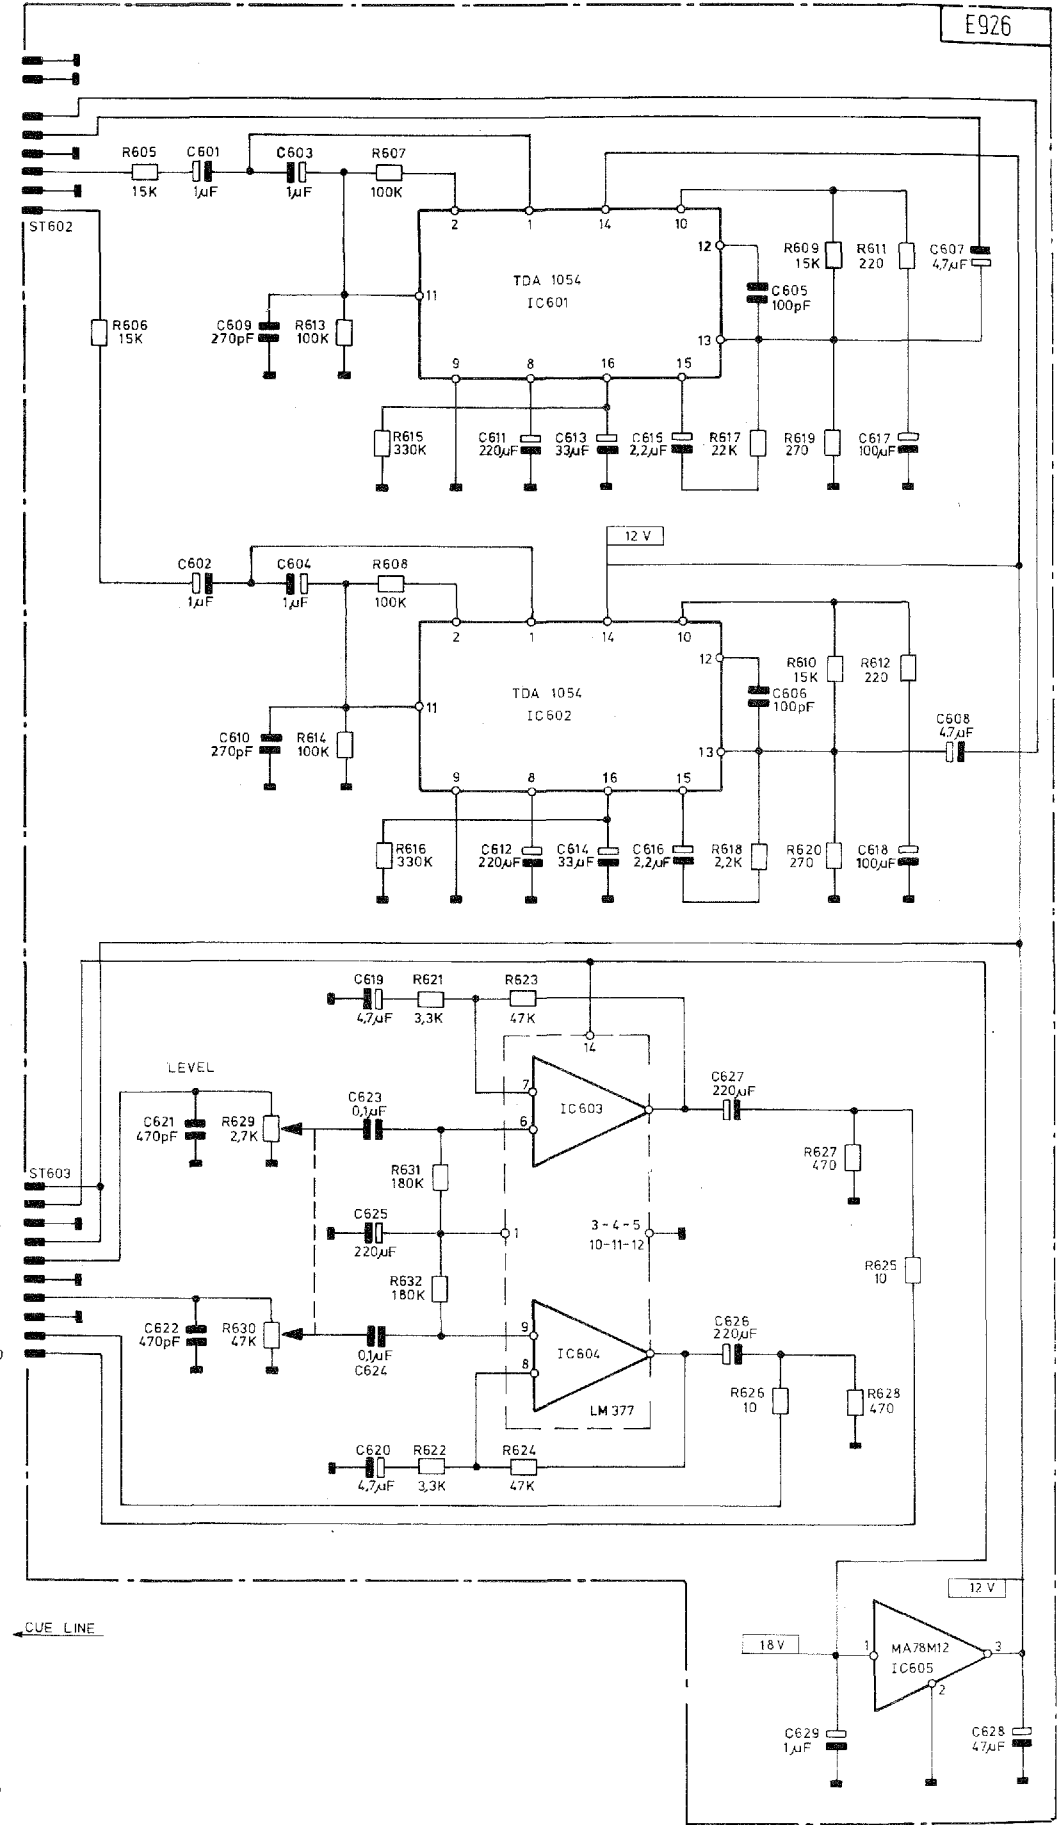 E926
R605
15K
C601
1µF
C603
1µF
R607
100K
ST602
2
1
14
10
12
11
13
9
8
16
15
TDA 1054
IC601
R606
15K
C609
270pF
R613
100K
C605
100pF
R609
15K
R611
220
C607
4,7µF
R615
330K
C611
220µF
C613
33µF
C615
2,2µF
R617
22K
R619
270
C617
100µF
12 V
C602
1µF
C604
1µF
R608
100K
2
1
14
10
12
11
13
9
8
16
15
TDA 1054
IC602
C610
270pF
R614
100K
C606
100pF
R610
15K
R612
220
C608
4,7µF
R616
330K
C612
220µF
C614
33µF
C616
2,2µF
R618
2,2K
R620
270
C618
100µF
C619
4,7µF
R621
3,3K
R623
47K
14
LEVEL
C621
470pF
R629
2,7K
C623
0,1µF
7
6
IC603
C627
220µF
R627
470
ST603
R631
180K
C625
220µF
1
3-4-5
10-11-12
R632
180K
R625
10
C622
470pF
R630
47K
0,1µF
C624
9
8
IC604
LM 377
C626
220µF
R626
10
R628
470
C620
4,7µF
R622
3,3K
R624
47K
CUE LINE
12 V
18 V
1
MA78M12
IC605
3
2
C629
1µF
C628
47µF